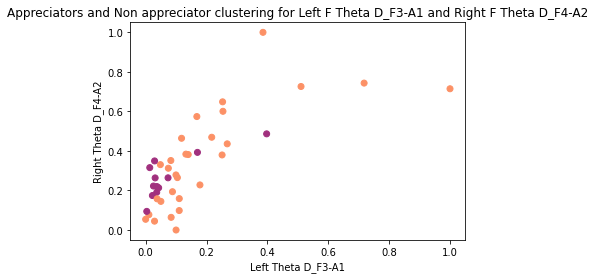 Appreciators and Non appreciator clustering for Left F Theta D_F3-A1 and Right F Theta D_F4-A2
1.0
0.8
0.6
0.4
0.2
0.0
Right Theta D_F4-A2
0.0 0.2 0.4 0.6 0.8 1.0
Left Theta D_F3-A1